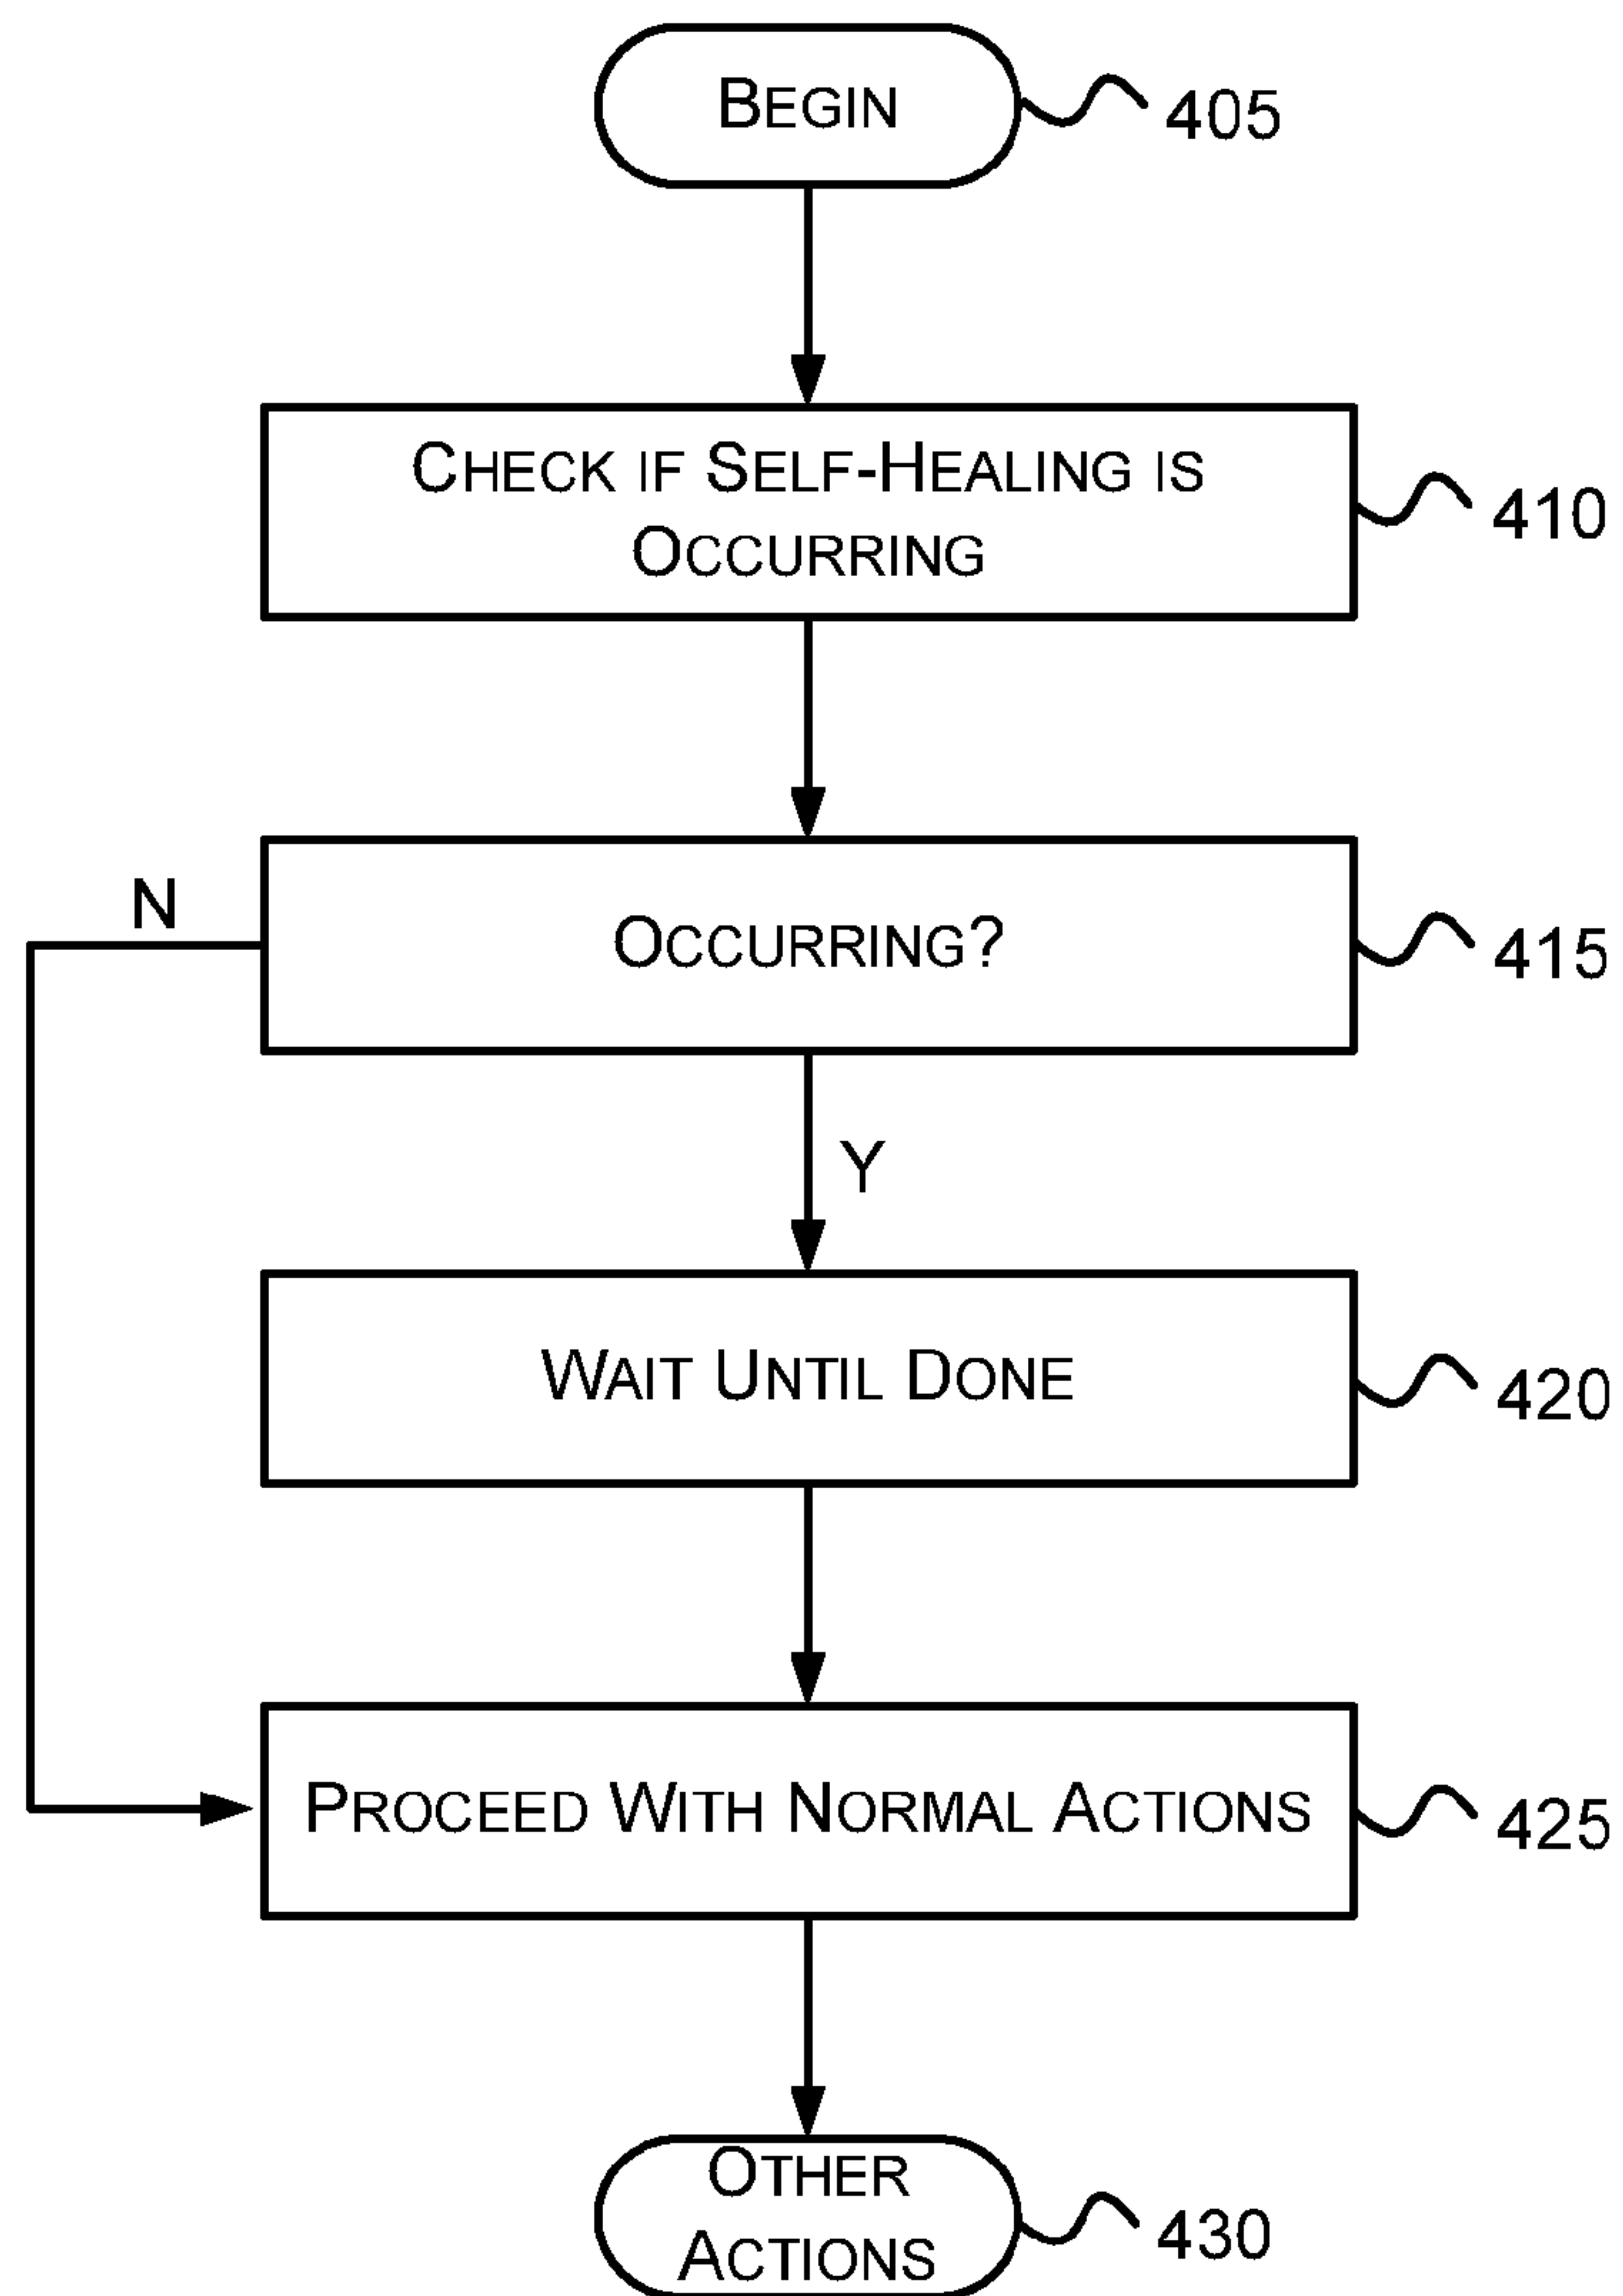 BEGIN
405
CHECK IF SELF-HEALING IS
OCCURRING
410
N
OCCURRING?
415
Y
WAIT UNTIL DONE
420
PROCEED WITH NORMAL ACTIONS
425
OTHER
ACTIONS
430